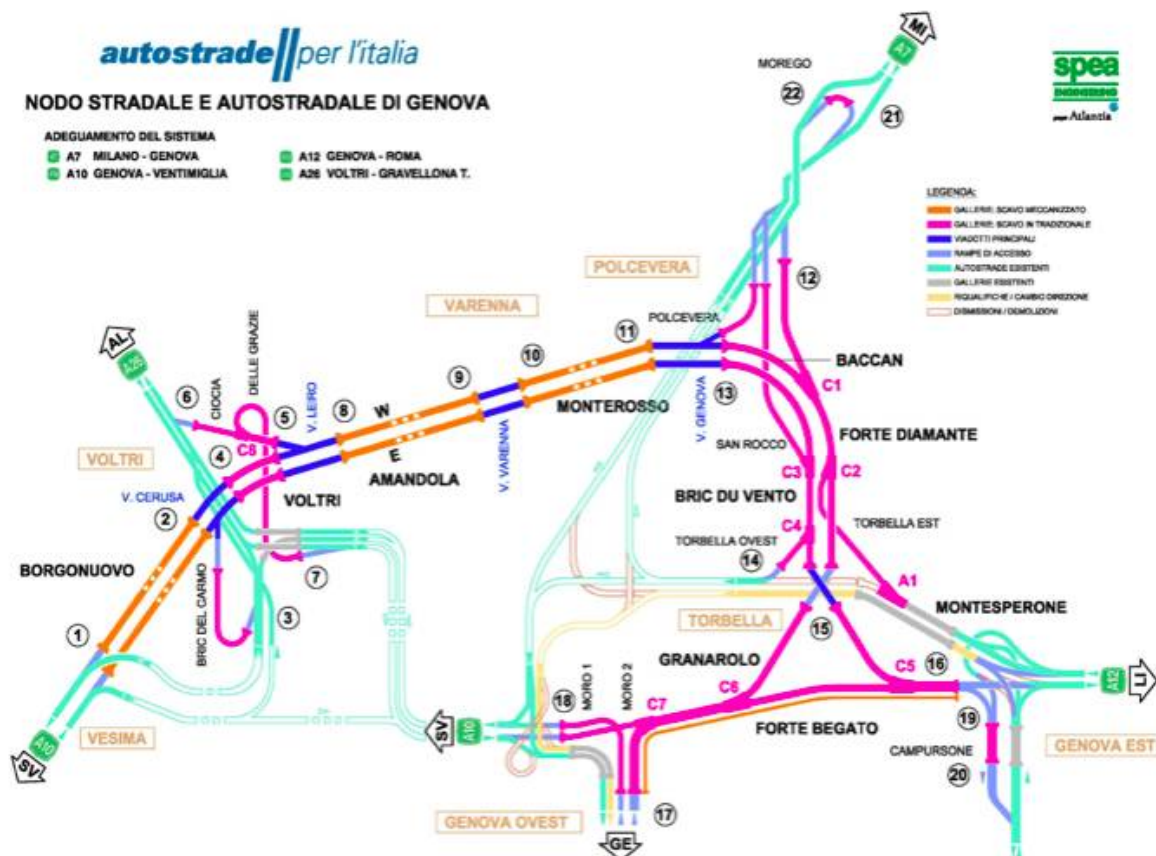 autostrade per l'italia
NODO STRADALE E AUTOSTRADALE DI GENOVA
ADEGUAMENTO DEL SISTEMA
A7 MILANO - GENOVA
A12 GENOVA - ROMA
A10 GENOVA - VENTIMIGLIA
A26 VOLTRI - GRAVELLONA T.
MI
A7
MOREGO
22
21
spea
ENGINEERING
Atlantia
LEGENDA:
GALLERIE: SCAVO MECCANIZZATO
GALLERIE: SCAVO IN TRADIZIONALE
VIADOTTI PRINCIPALI
RAMPE DI ACCESSO
AUTOSTRADE ESISTENTI
GALLERIE ESISTENTI
RIQUALIFICHE / CAMBIO DIREZIONE
DISMISSIONI / DEMOLIZIONI
POLCEVERA
12
VARENNA
POLCEVERA
11
10
9
BACCAN
C1
MONTEROSSO
13
V. GENOVA
V. VARENNA
AL
A26
DELLE GRAZIE
CIOCIA
6
5
V. LEIRO
8
W
E
C8
4
AMANDOLA
VOLTRI
VOLTRI
V. CERUSA
2
FORTE DIAMANTE
SAN ROCCO
C3
C2
BRIC DU VENTO
C4
TORBELLA EST
TORBELLA OVEST
14
A1
MONTESPERONE
BORGONUOVO
BRIC DEL CARMO
7
3
1
TORBELLA
15
16
GRANAROLO
C5
C6
C7
A12
LI
18
MORO 1
MORO 2
FORTE BEGATO
19
SV
A10
VESIMA
A10
SV
CAMPURSONE
20
GENOVA EST
GENOVA OVEST
17
GE